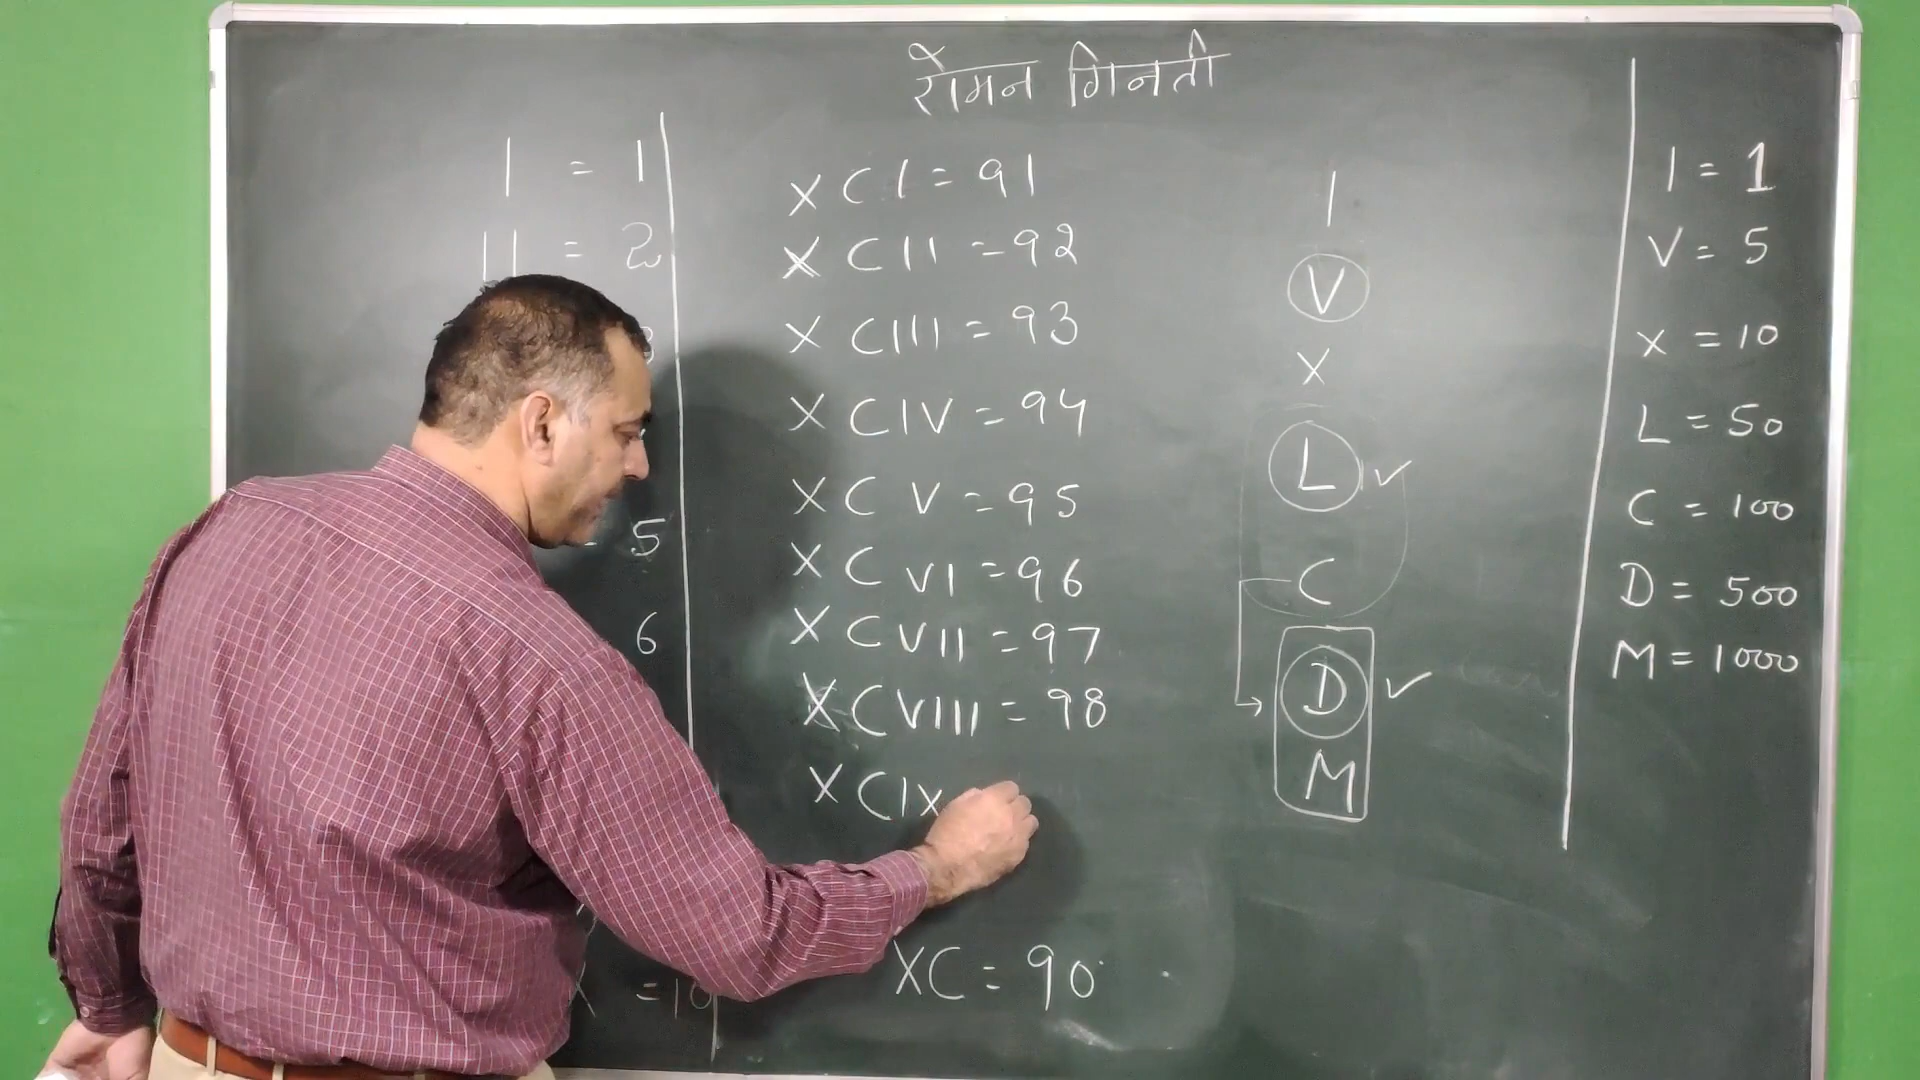 रोमन गिनती
I = 1
II = 2
5
6
= 10
XCI = 91
XCII = 92
XCIII = 93
XCIV = 94
XCV = 95
XCVI = 96
XCVII = 97
XCVIII = 98
XCIX
XC = 90
I
V
X
L ✓
C
D ✓
M
I = 1
V = 5
X = 10
L = 50
C = 100
D = 500
M = 1000